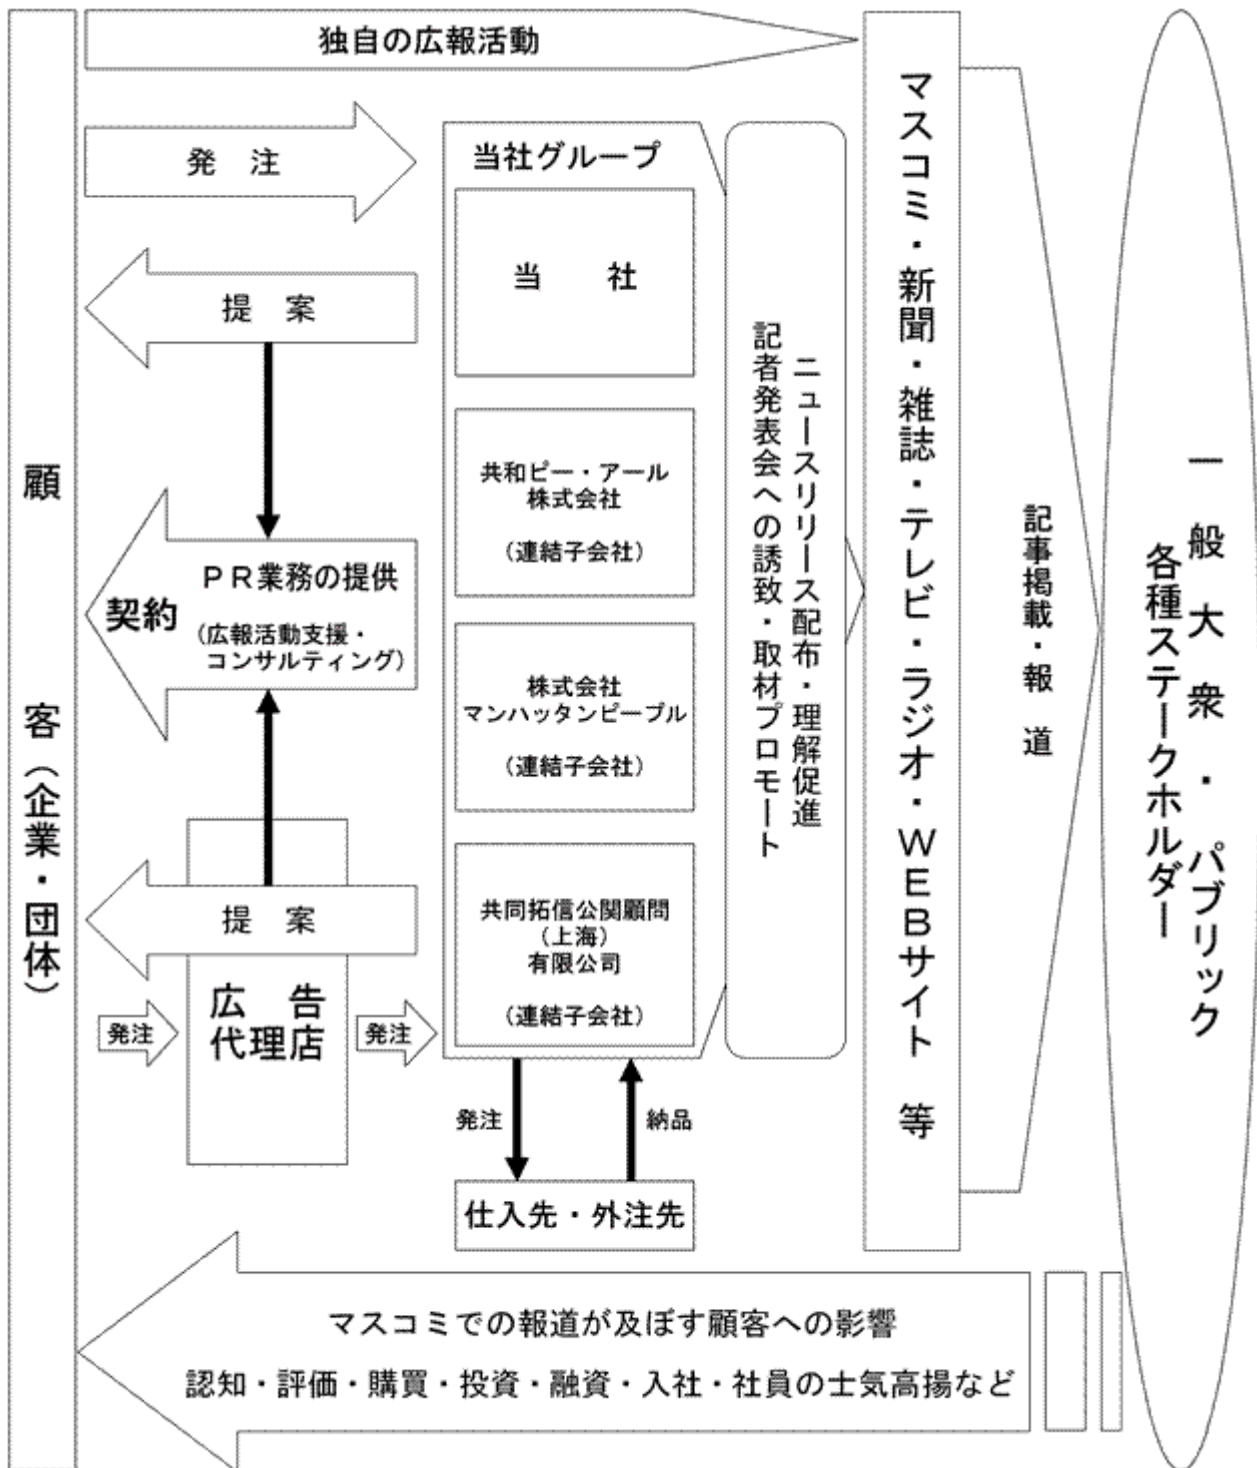 独自の広報活動
発　注
提　案
契約
ＰＲ業務の提供
（広報活動支援・
コンサルティング）
提　案
広　告
代理店
発注
発注
顧　客（企業・団体）
当社グループ
当　社
共和ピー・アール
株式会社
（連結子会社）
株式会社
マンハッタンピープル
（連結子会社）
共同拓信公関顧問
（上海）
有限公司
（連結子会社）
発注
納品
仕入先・外注先
ニュースリリース配布・理解促進
記者発表会への誘致・取材プロモート
マスコミ・新聞・雑誌・テレビ・ラジオ・ＷＥＢサイト　等
記事掲載・報　道
一　般　大　衆　・　パブリック
各種ステークホルダー
マスコミでの報道が及ぼす顧客への影響
認知・評価・購買・投資・融資・入社・社員の士気高揚など